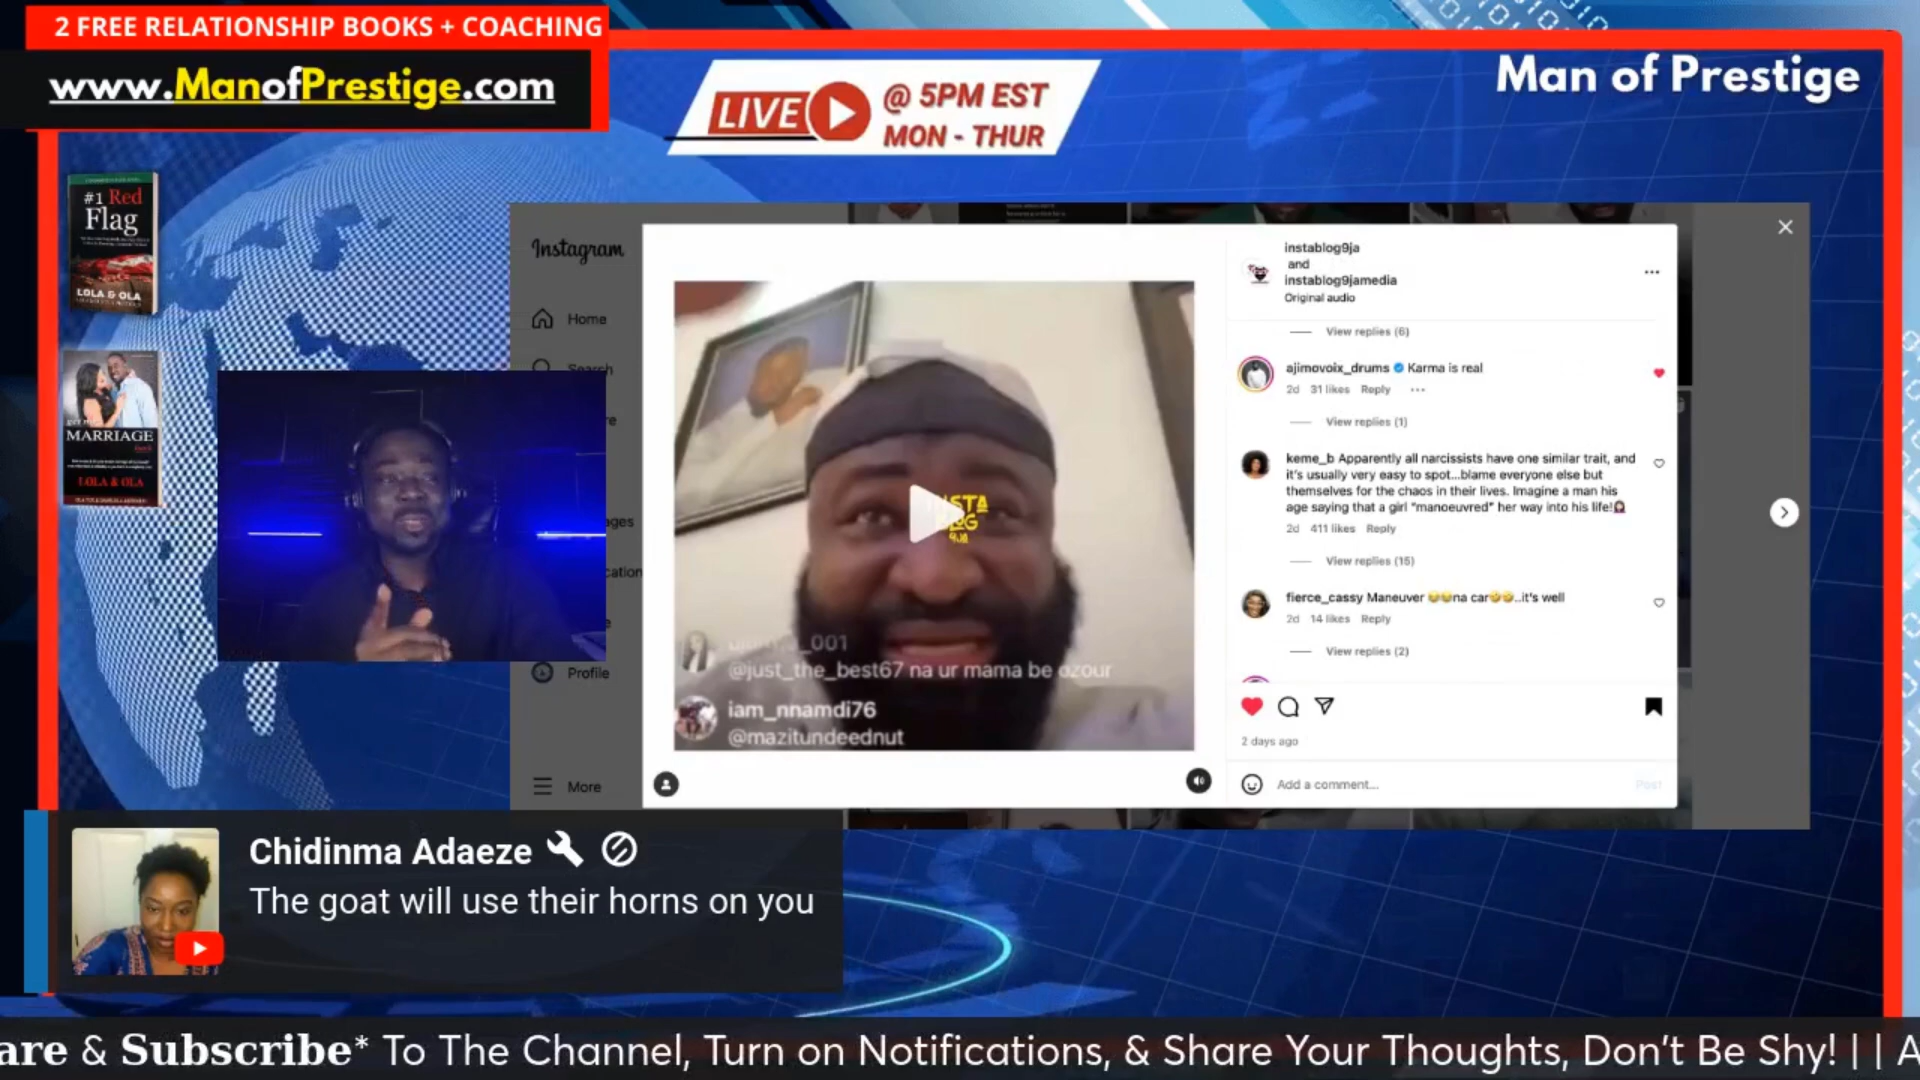 2 FREE RELATIONSHIP BOOKS + COACHING
www.ManofPrestige.com
LIVE @ 5PM EST
MON - THUR
Man of Prestige
#1 Red
Flag
LOLA & OLA
MARRIAGE
LOLA & OLA
Instagram
Home
Search
Profile
More
instablog9ja
and
instablog9jamedia
Original audio
View replies (6)
ajimovoix_drums Karma is real
2d 31 likes Reply
View replies (1)
keme_b Apparently all narcissists have one similar trait, and
it's usually very easy to spot...blame everyone else but
themselves for the chaos in their lives. Imagine a man his
age saying that a girl "manoeuvred" her way into his life!🤦🏽‍♀️
2d 411 likes Reply
View replies (15)
fierce_cassy Maneuver 😂😂na car🤣🤣..it's well
2d 14 likes Reply
View replies (2)
2 days ago
Add a comment...
Post
INSTA
BLOG
9JA
_001
@just_the_best67 na ur mama be ozour
iam_nnamdi76
@mazitundeednut
Chidinma Adaeze
The goat will use their horns on you
are & Subscribe* To The Channel, Turn on Notifications, & Share Your Thoughts, Don't Be Shy! | | A